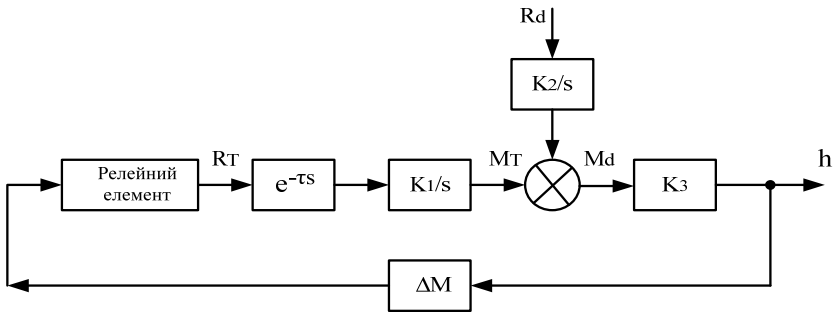 Rd
K2/s
Релейний
елемент
RT
e-τs
K1/s
MT
Md
K3
h
ΔM